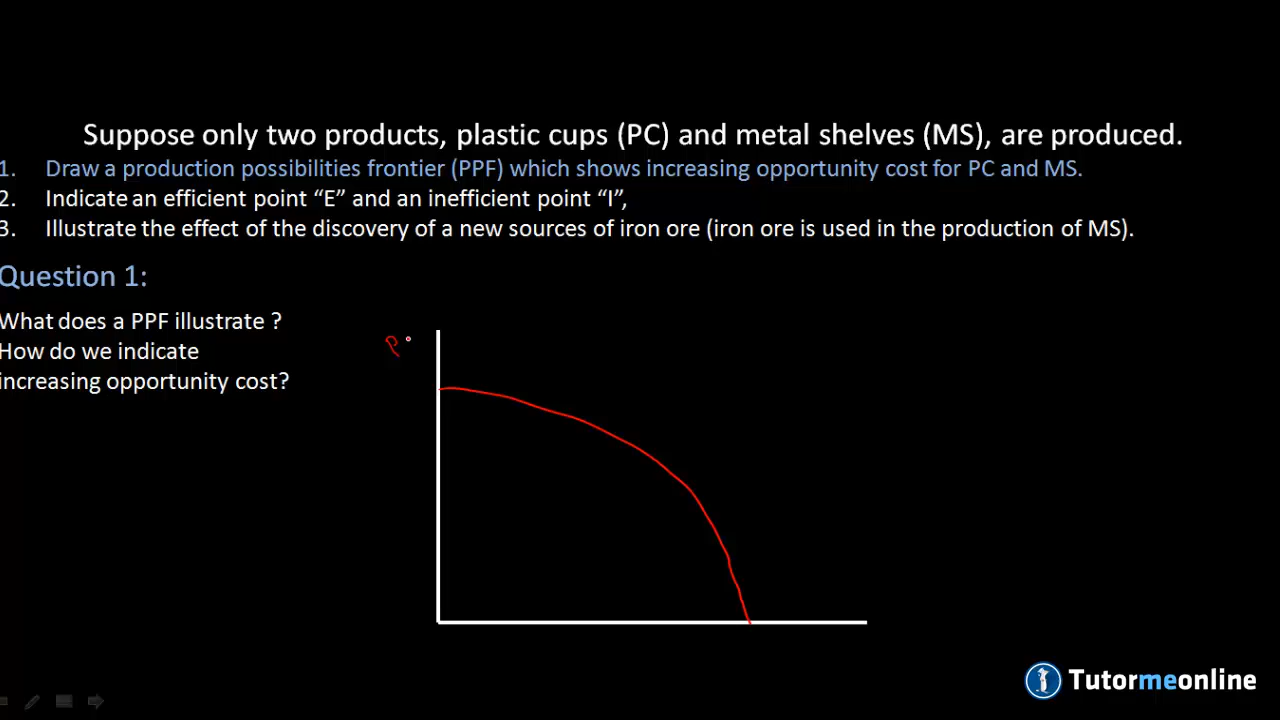 Suppose only two products, plastic cups (PC) and metal shelves (MS), are produced.
1. Draw a production possibilities frontier (PPF) which shows increasing opportunity cost for PC and MS.
2. Indicate an efficient point “E” and an inefficient point “I”,
3. Illustrate the effect of the discovery of a new sources of iron ore (iron ore is used in the production of MS).
Question 1:
What does a PPF illustrate ?
How do we indicate
increasing opportunity cost?
P
Tutormeonline